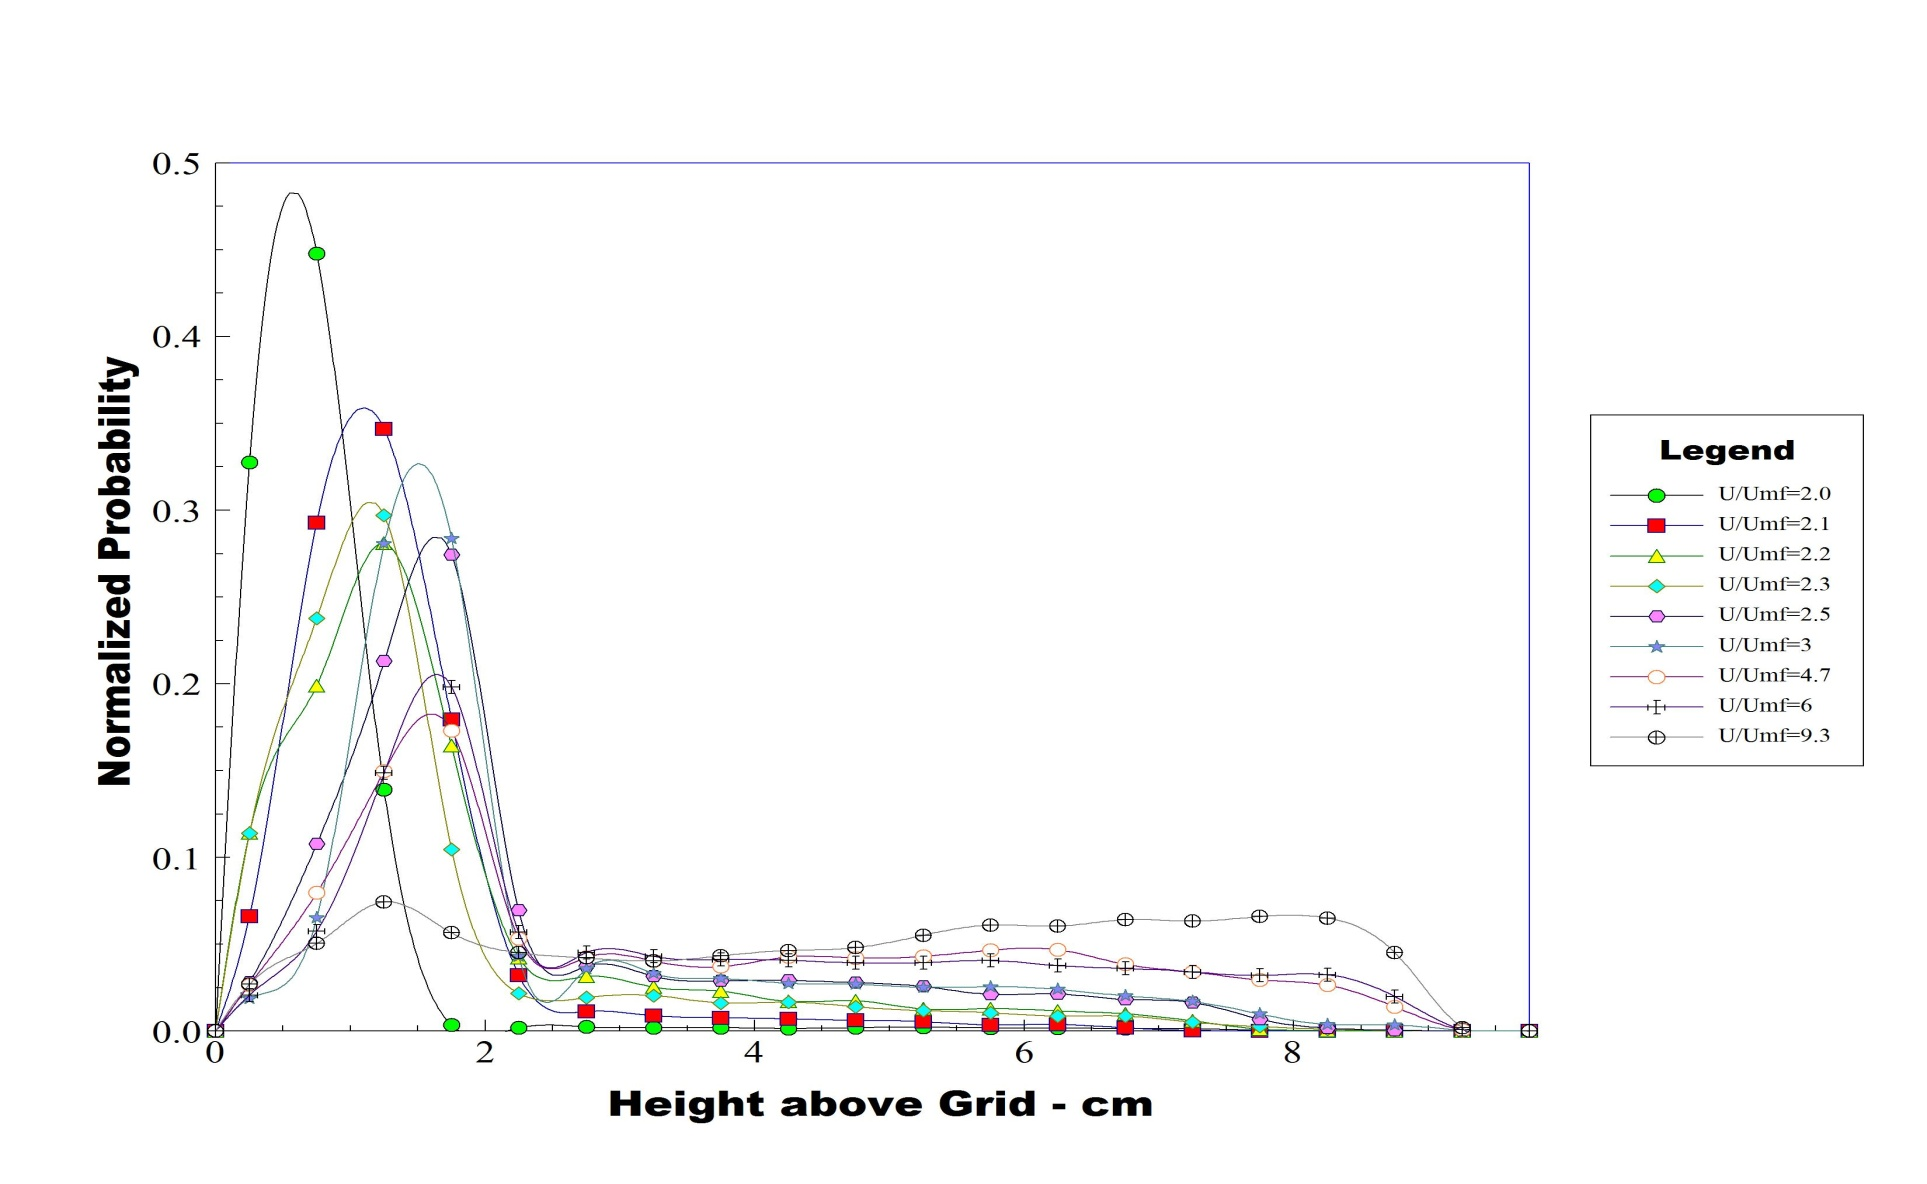 0.5
0.4
0.3
0.2
0.1
0.0
0 2 4 6 8
Normalized Probability
Height above Grid - cm
Legend
U/Umf=2.0
U/Umf=2.1
U/Umf=2.2
U/Umf=2.3
U/Umf=2.5
U/Umf=3
U/Umf=4.7
U/Umf=6
U/Umf=9.3